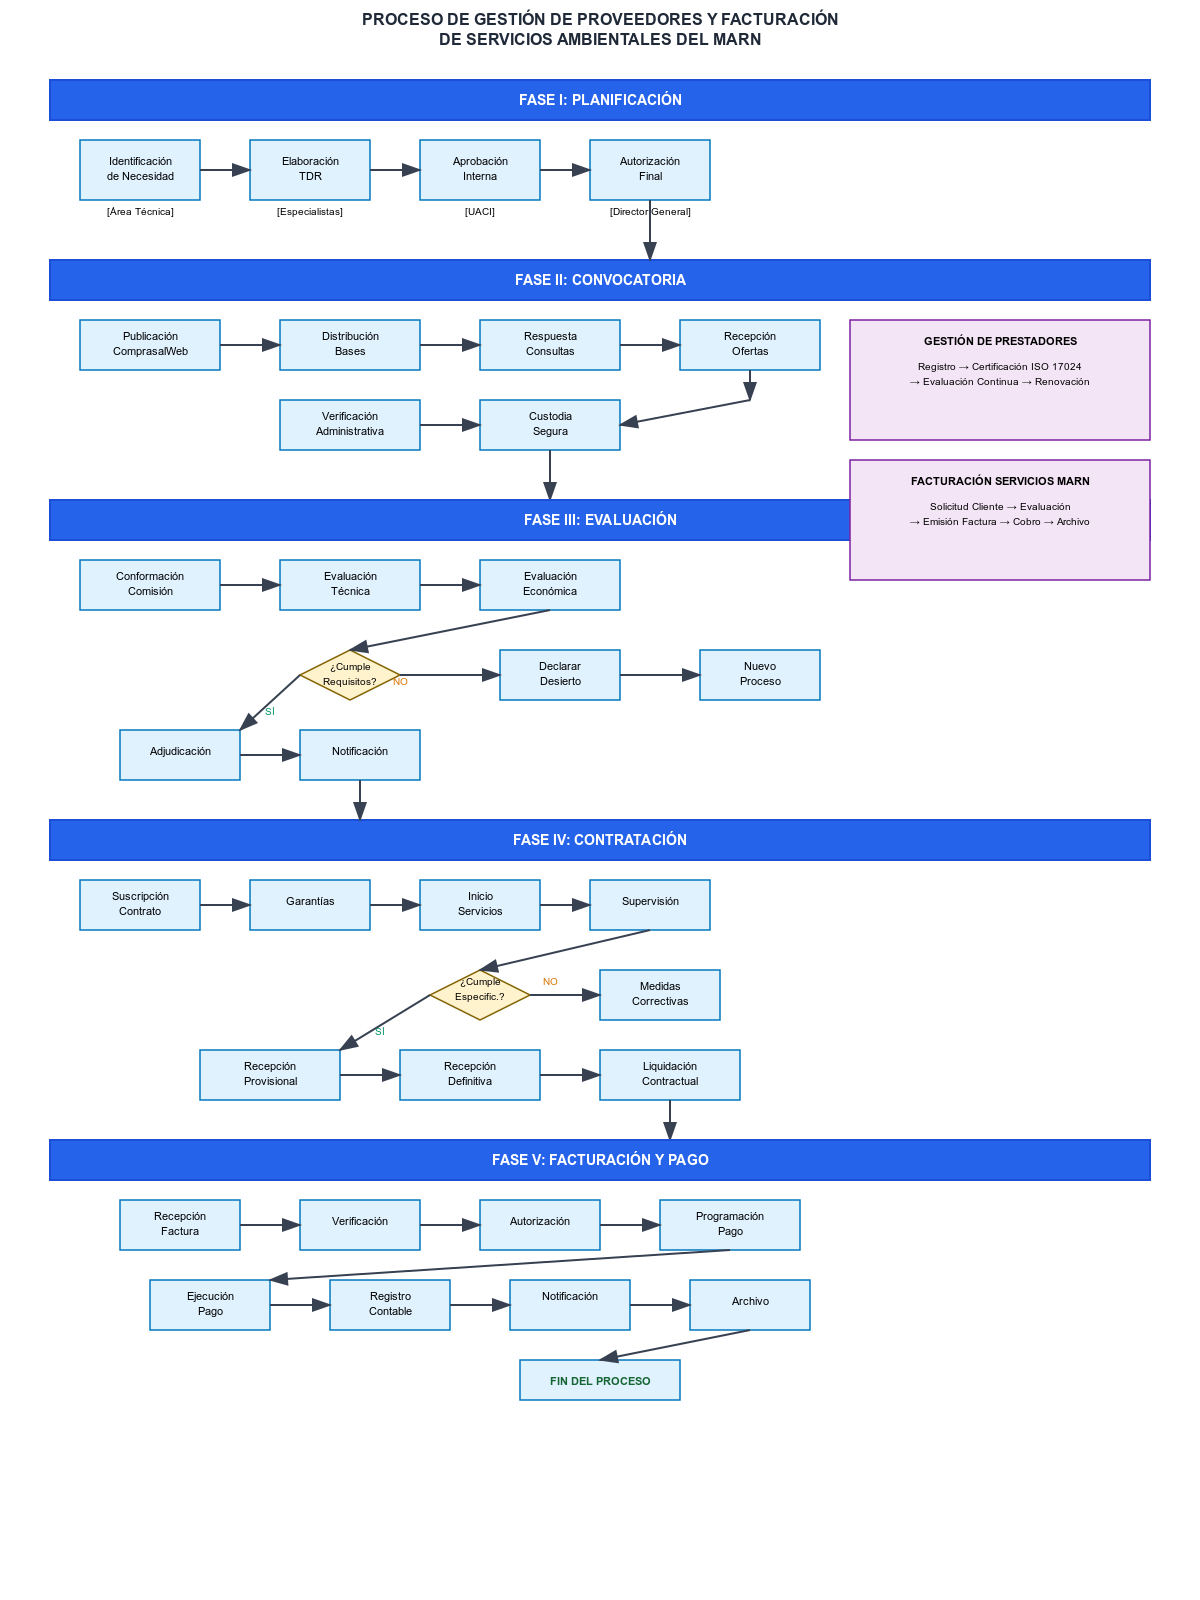 PROCESO DE GESTIÓN DE PROVEEDORES Y FACTURACIÓN
DE SERVICIOS AMBIENTALES DEL MARN
FASE I: PLANIFICACIÓN
Identificación
de Necesidad
[Área Técnica]
Elaboración
TDR
[Especialistas]
Aprobación
Interna
[UACI]
Autorización
Final
[Director General]
FASE II: CONVOCATORIA
Publicación
ComprasalWeb
Distribución
Bases
Respuesta
Consultas
Recepción
Ofertas
Verificación
Administrativa
Custodia
Segura
GESTIÓN DE PRESTADORES
Registro → Certificación ISO 17024
→ Evaluación Continua → Renovación
FACTURACIÓN SERVICIOS MARN
Solicitud Cliente → Evaluación
→ Emisión Factura → Cobro → Archivo
FASE III: EVALUACIÓN
Conformación
Comisión
Evaluación
Técnica
Evaluación
Económica
¿Cumple
Requisitos?
NO
Declarar
Desierto
Nuevo
Proceso
SÍ
Adjudicación
Notificación
FASE IV: CONTRATACIÓN
Suscripción
Contrato
Garantías
Inicio
Servicios
Supervisión
¿Cumple
Especific.?
NO
Medidas
Correctivas
SÍ
Recepción
Provisional
Recepción
Definitiva
Liquidación
Contractual
FASE V: FACTURACIÓN Y PAGO
Recepción
Factura
Verificación
Autorización
Programación
Pago
Ejecución
Pago
Registro
Contable
Notificación
Archivo
FIN DEL PROCESO